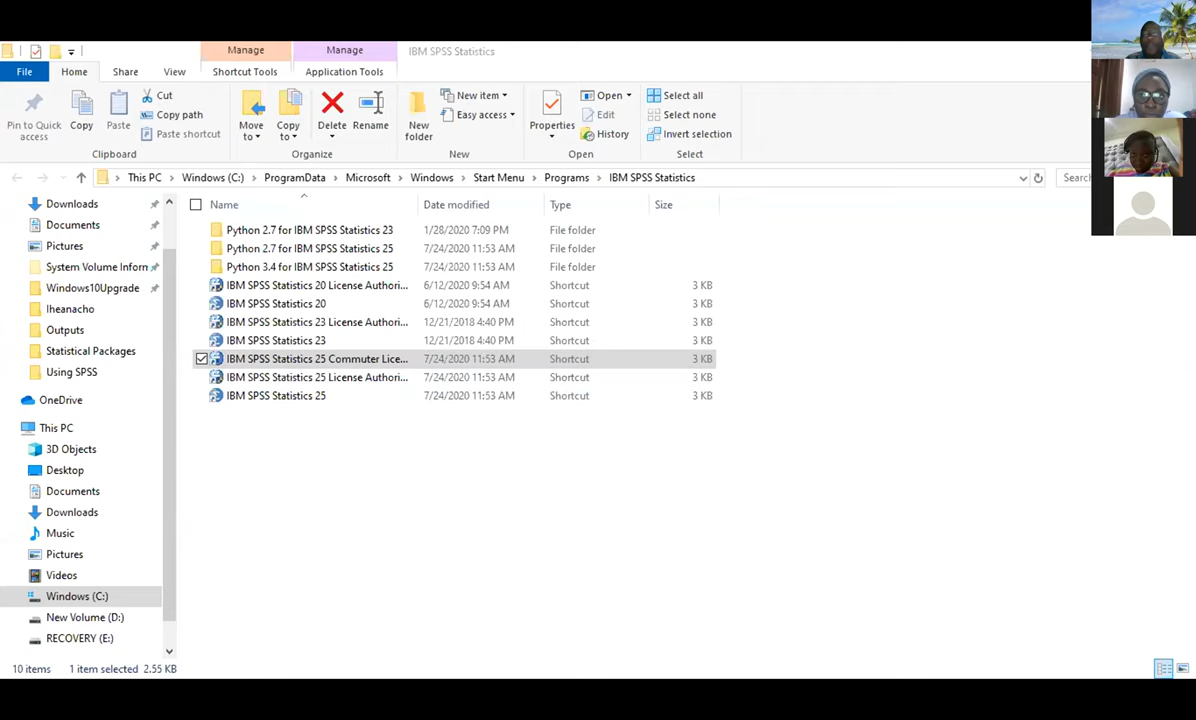 Manage Manage IBM SPSS Statistics
File Home Share View Shortcut Tools Application Tools
Pin to Quick access
Copy
Paste
Cut
Copy path
Paste shortcut
Clipboard
Move to
Copy to
Delete
Rename
Organize
New folder
New item
Easy access
New
Properties
Open
Edit
History
Open
Select all
Select none
Invert selection
Select
This PC Windows (C:) ProgramData Microsoft Windows Start Menu Programs IBM SPSS Statistics
Searc
Downloads
Documents
Pictures
System Volume Inforn
Windows10Upgrade
Iheanacho
Outputs
Statistical Packages
Using SPSS
OneDrive
This PC
3D Objects
Desktop
Documents
Downloads
Music
Pictures
Videos
Windows (C:)
New Volume (D:)
RECOVERY (E:)
Name Date modified Type Size
Python 2.7 for IBM SPSS Statistics 23 1/28/2020 7:09 PM File folder
Python 2.7 for IBM SPSS Statistics 25 7/24/2020 11:53 AM File folder
Python 3.4 for IBM SPSS Statistics 25 7/24/2020 11:53 AM File folder
IBM SPSS Statistics 20 License Authori... 6/12/2020 9:54 AM Shortcut 3 KB
IBM SPSS Statistics 20 6/12/2020 9:54 AM Shortcut 3 KB
IBM SPSS Statistics 23 License Authori... 12/21/2018 4:40 PM Shortcut 3 KB
IBM SPSS Statistics 23 12/21/2018 4:40 PM Shortcut 3 KB
IBM SPSS Statistics 25 Commuter Lice... 7/24/2020 11:53 AM Shortcut 3 KB
IBM SPSS Statistics 25 License Authori... 7/24/2020 11:53 AM Shortcut 3 KB
IBM SPSS Statistics 25 7/24/2020 11:53 AM Shortcut 3 KB
10 items 1 item selected 2.55 KB